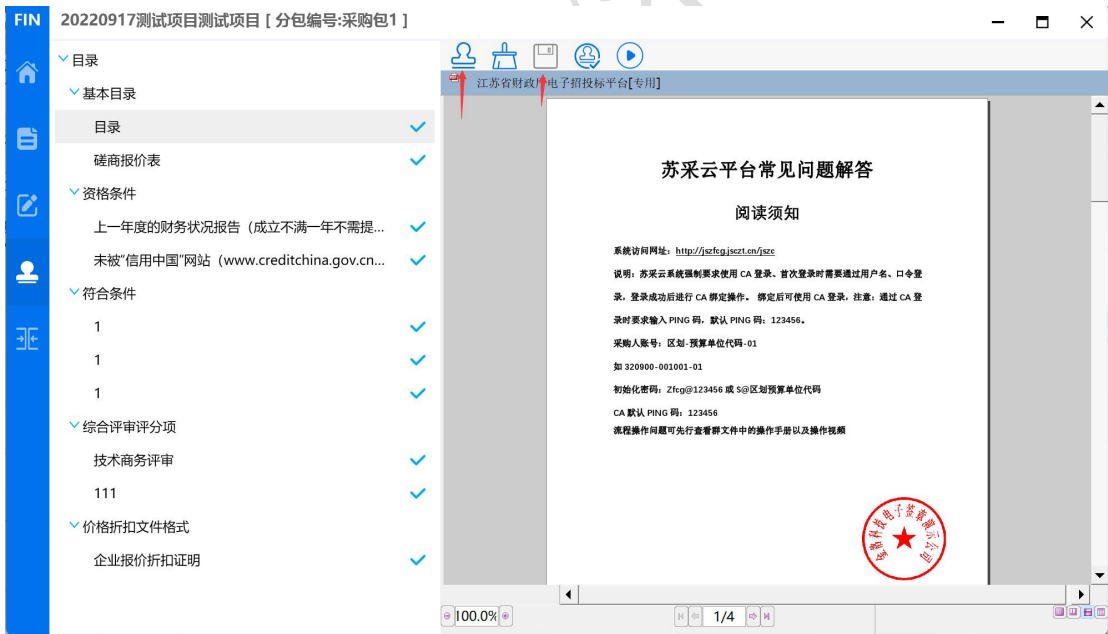 FIN
20220917测试项目测试项目 [ 分包编号:采购包1 ]
目录
基本目录
目录
磋商报价表
资格条件
上一年度的财务状况报告（成立不满一年不需提...
未被"信用中国"网站（www.creditchina.gov.cn...
符合条件
1
1
1
综合评审评分项
技术商务评审
111
价格折扣文件格式
企业报价折扣证明
江苏省财政厅电子招投标平台[专用]
苏采云平台常见问题解答
阅读须知
系统访问网址：http://jszfcg.jsczt.cn/jszc
说明：苏采云系统强制要求使用 CA 登录、首次登录时需要通过用户名、口令登
录，登录成功后进行 CA 绑定操作。 绑定后可使用 CA 登录，注意：通过 CA 登
录时要求输入 PING 码，默认 PING 码：123456。
采购人账号：区划-预算单位代码-01
如 320900-001001-01
初始化密码：Zfcg@123456 或 S@区划预算单位代码
CA 默认 PING 码：123456
流程操作问题可先行查看群文件中的操作手册以及操作视频
科技电子签章演示公司
100.0%
1/4